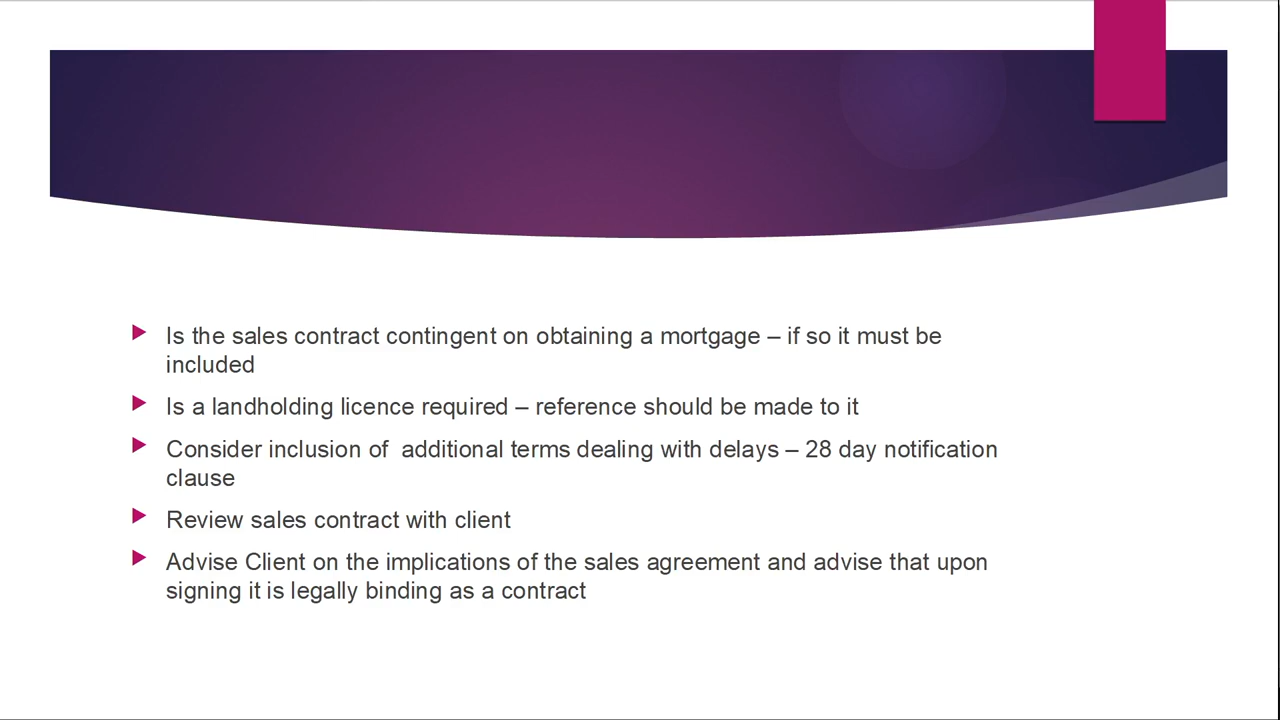 Is the sales contract contingent on obtaining a mortgage – if so it must be
included
Is a landholding licence required – reference should be made to it
Consider inclusion of  additional terms dealing with delays – 28 day notification
clause
Review sales contract with client
Advise Client on the implications of the sales agreement and advise that upon
signing it is legally binding as a contract